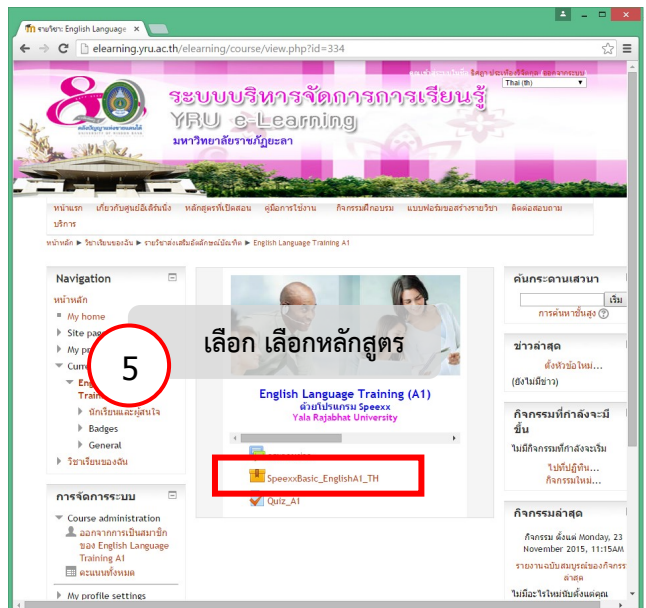 รายวิชา: English Language
elearning.yru.ac.th/elearning/course/view.php?id=334
ออกจากระบบ
Thai (th)
ระบบบริหารจัดการการเรียนรู้
YRU e-Learning
มหาวิทยาลัยราชภัฏยะลา
หน้าแรก เกี่ยวกับศูนย์อีเลิร์นนิ่ง หลักสูตรที่เปิดสอน คู่มือการใช้งาน กิจกรรมฝึกอบรม แบบฟอร์มขอสร้างรายวิชา ติดต่อสอบถาม
บริการ
หน้าหลัก ► วิชาเรียนของฉัน ► รายวิชาส่งเสริมอัตลักษณ์บัณฑิต ► English Language Training A1
Navigation
หน้าหลัก
My home
Site
My
Curr
Eng
Train
นักเรียนและผู้สนใจ
Badges
General
วิชาเรียนของฉัน
การจัดการระบบ
Course administration
ออกจากการเป็นสมาชิก
ของ English Language
Training A1
คะแนนทั้งหมด
My profile settings
5
เลือก เลือกหลักสูตร
English Language Training (A1)
ด้วยโปรแกรม Speexx
Yala Rajabhat University
SpeexxBasic_EnglishA1_TH
Quiz_A1
ค้นกระดานเสวนา
เริ่ม
การค้นหาขั้นสูง
ข่าวล่าสุด
ตั้งหัวข้อใหม่...
(ยังไม่มีข่าว)
กิจกรรมที่กำลังจะมี
ขึ้น
ไม่มีกิจกรรมที่กำลังจะเริ่ม
ไปที่ปฏิทิน...
กิจกรรมใหม่...
กิจกรรมล่าสุด
กิจกรรม ตั้งแต่ Monday, 23
November 2015, 11:15AM
รายงานฉบับสมบูรณ์ของกิจกรร
ล่าสุด
ไม่มีอะไรใหม่นับตั้งแต่คุณ